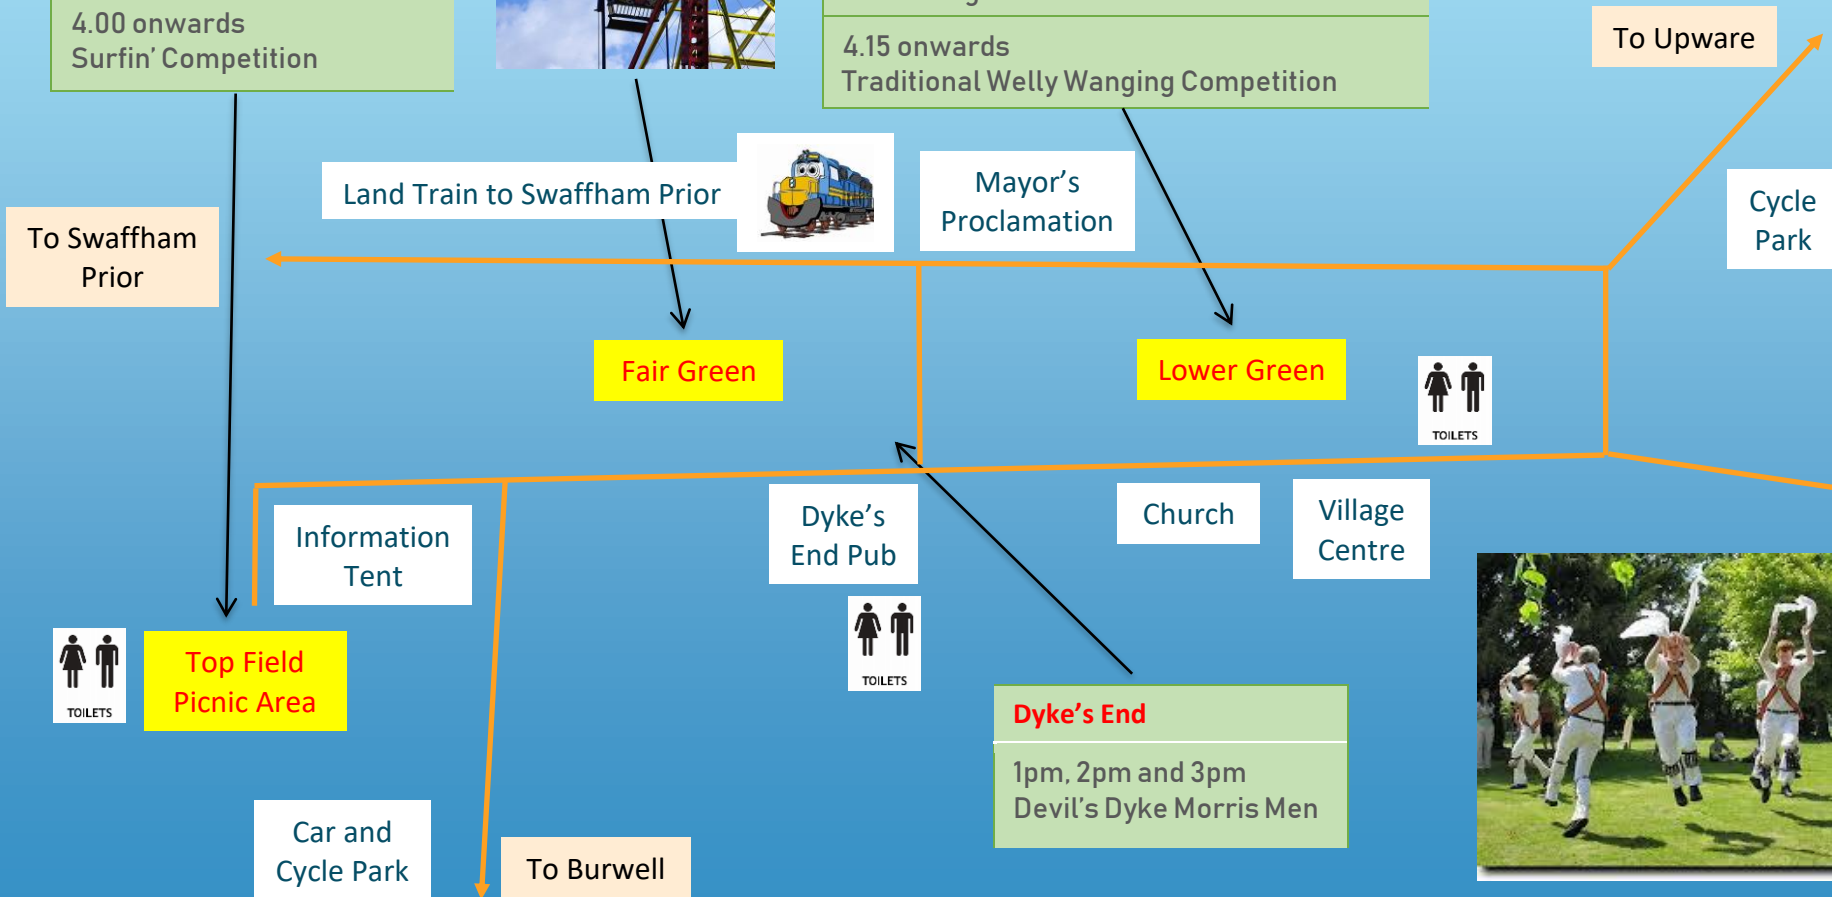 4.00 onwards
Surfin' Competition
4.15 onwards
Traditional Welly Wanging Competition
To Upware
Land Train to Swaffham Prior
Mayor's
Proclamation
Cycle
Park
To Swaffham
Prior
Fair Green
Lower Green
TOILETS
Information
Tent
Dyke's
End Pub
Church
Village
Centre
TOILETS
Top Field
Picnic Area
TOILETS
Dyke's End
1pm, 2pm and 3pm
Devil's Dyke Morris Men
Car and
Cycle Park
To Burwell